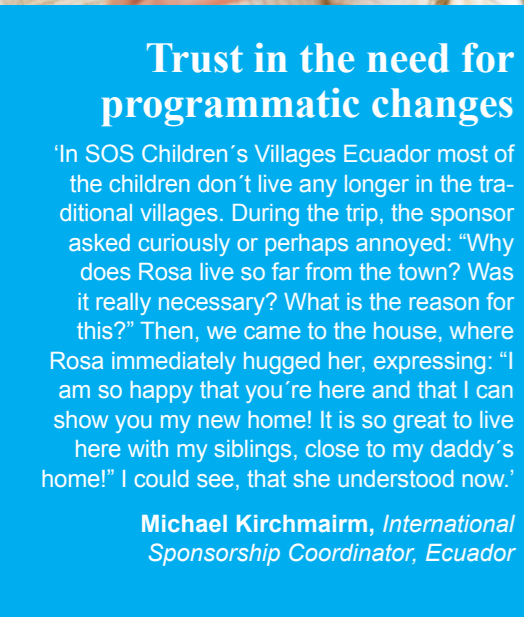 Trust in the need for
programmatic changes
‘In SOS Children´s Villages Ecuador most of
the children don´t live any longer in the tra-
ditional villages. During the trip, the sponsor
asked curiously or perhaps annoyed: “Why
does Rosa live so far from the town? Was
it really necessary? What is the reason for
this?” Then, we came to the house, where
Rosa immediately hugged her, expressing: “I
am so happy that you´re here and that I can
show you my new home! It is so great to live
here with my siblings, close to my daddy´s
home!” I could see, that she understood now.’
Michael Kirchmairm, International
Sponsorship Coordinator, Ecuador